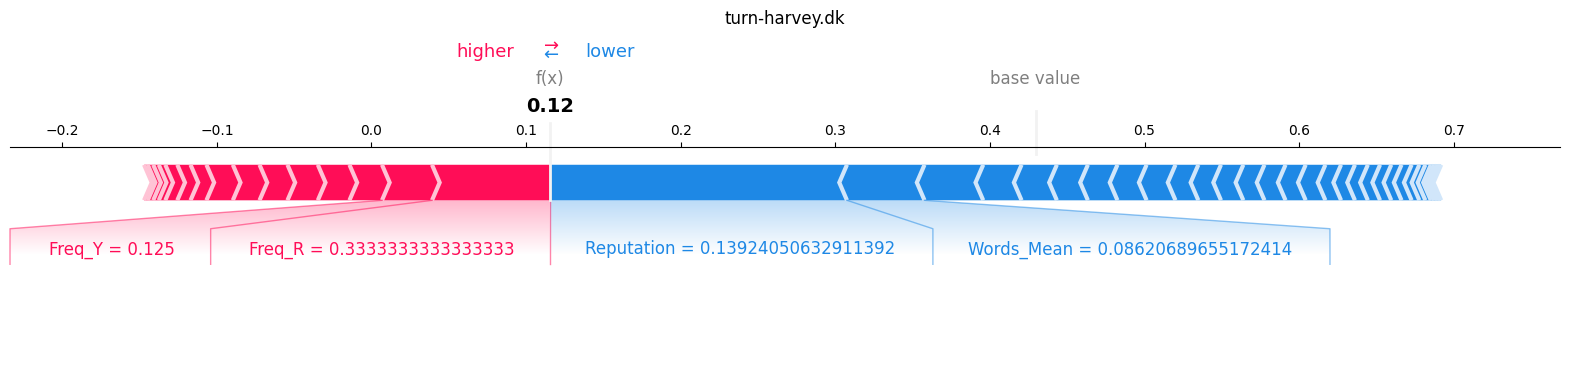 turn-harvey.dk
higher ⇄ lower
f(x) base value
0.12
−0.2 −0.1 0.0 0.1 0.2 0.3 0.4 0.5 0.6 0.7
Freq_Y = 0.125 Freq_R = 0.3333333333333333 Reputation = 0.13924050632911392 Words_Mean = 0.08620689655172414